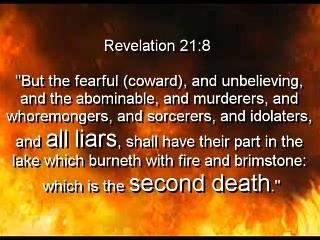 Revelation 21:8
"But the fearful (coward), and unbelieving,
and the abominable, and murderers, and
whoremongers, and sorcerers, and idolaters,
and all liars, shall have their part in the
lake which burneth with fire and brimstone:
which is the second death."